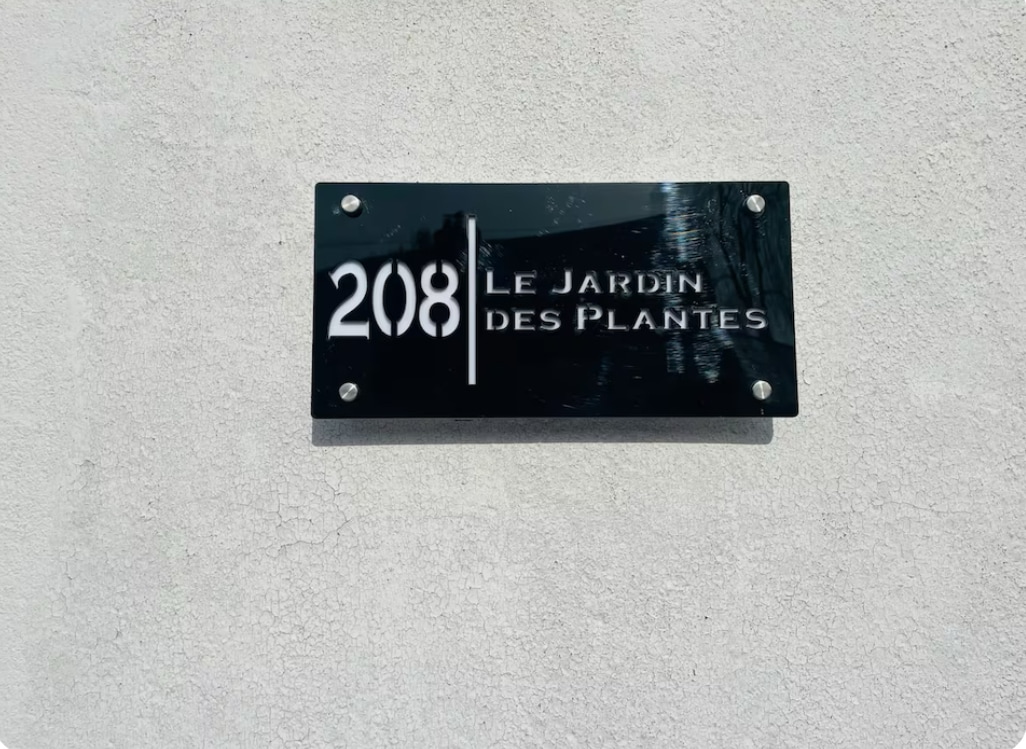 208
LE JARDIN
DES PLANTES